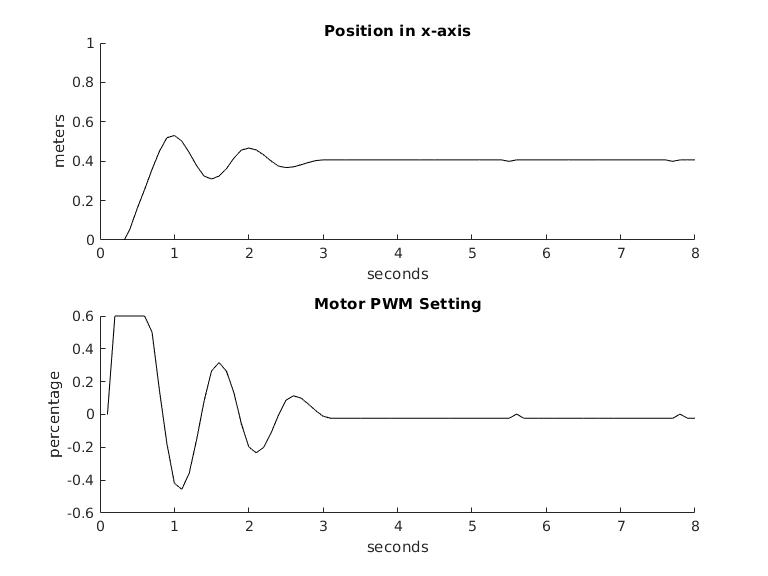 Position in x-axis
1
0.8
0.6
0.4
0.2
0
meters
0 1 2 3 4 5 6 7 8
seconds
Motor PWM Setting
0.6
0.4
0.2
0
-0.2
-0.4
-0.6
percentage
0 1 2 3 4 5 6 7 8
seconds